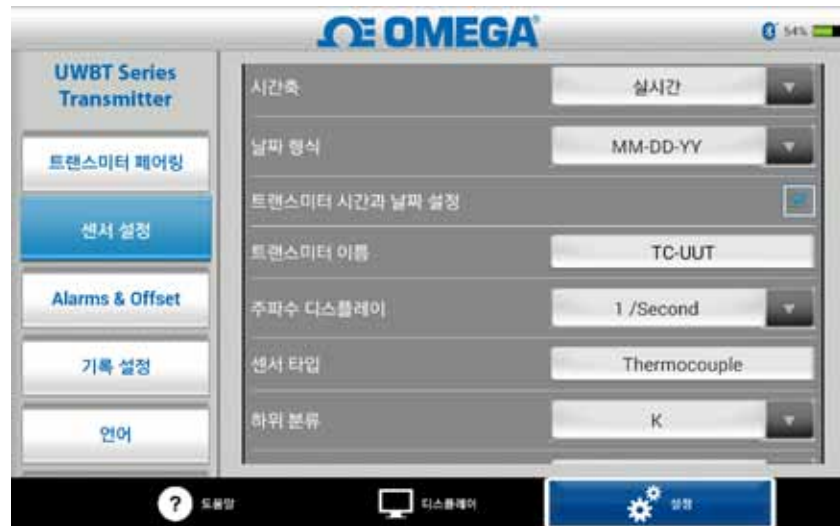 OMEGA
54%
UWBT Series
Transmitter
트랜스미터 페어링
센서 설정
Alarms & Offset
기록 설정
언어
시간축
실시간
날짜 형식
MM-DD-YY
트랜스미터 시간과 날짜 설정
트랜스미터 이름
TC-UUT
주파수 디스플레이
1 /Second
센서 타입
Thermocouple
하위 분류
K
?
도움말
디스플레이
설정